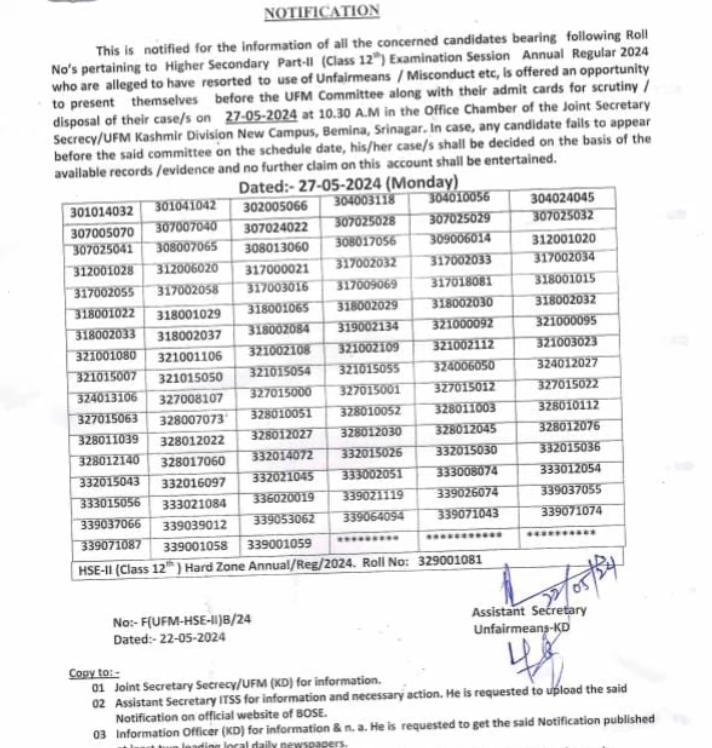 NOTIFICATION
This is notified for the information of all the concerned candidates bearing following Roll
No's pertaining to Higher Secondary Part-II (Class 12th) Examination Session Annual Regular 2024
who are alleged to have resorted to use of Unfairmeans / Misconduct etc, is offered an opportunity
to present themselves before the UFM Committee along with their admit cards for scrutiny /
disposal of their case/s on 27-05-2024 at 10.30 A.M in the Office Chamber of the Joint Secretary
Secrecy/UFM Kashmir Division New Campus, Bemina, Srinagar. In case, any candidate fails to appear
before the said committee on the schedule date, his/her case/s shall be decided on the basis of the
available records /evidence and no further claim on this account shall be entertained.
Dated:- 27-05-2024 (Monday)
301014032 301041042 302005066 304003118 304010056 304024045
307005070 307007040 307024022 307025028 307025029 307025032
307025041 308007065 308013060 308017056 309006014 312001020
312001028 312006020 317000021 317002032 317002033 317002034
317002055 317002058 317003016 317009069 317018081 318001015
318001022 318001029 318001065 318002029 318002030 318002032
318002033 318002037 318002084 319002134 321000092 321000095
321001080 321001106 321002108 321002109 321002112 321003023
321015007 321015050 321015054 321015055 324006050 324012027
324013106 327008107 327015000 327015001 327015012 327015022
327015063 328007073 328010051 328010052 328011003 328010112
328011039 328012022 328012027 328012030 328012045 328012076
328012140 328017060 332014072 332015026 332015030 332015036
332015043 332016097 332021045 333002051 333008074 333012054
333015056 333021084 336020019 339021119 339026074 339037055
339037066 339039012 339053062 339064094 339071043 339071074
339071087 339001058 339001059 ********* *********** **********
HSE-II (Class 12th) Hard Zone Annual/Reg/2024. Roll No: 329001081
22/05/24
No:- F(UFM-HSE-II)B/24
Dated:- 22-05-2024
Assistant Secretary
Unfairmeans-KD
Copy to:-
01 Joint Secretary Secrecy/UFM (KD) for information.
02 Assistant Secretary ITSS for information and necessary action. He is requested to upload the said
Notification on official website of BOSE.
03 Information Officer (KD) for information & n. a. He is requested to get the said Notification published
at least two leading local daily newspapers.